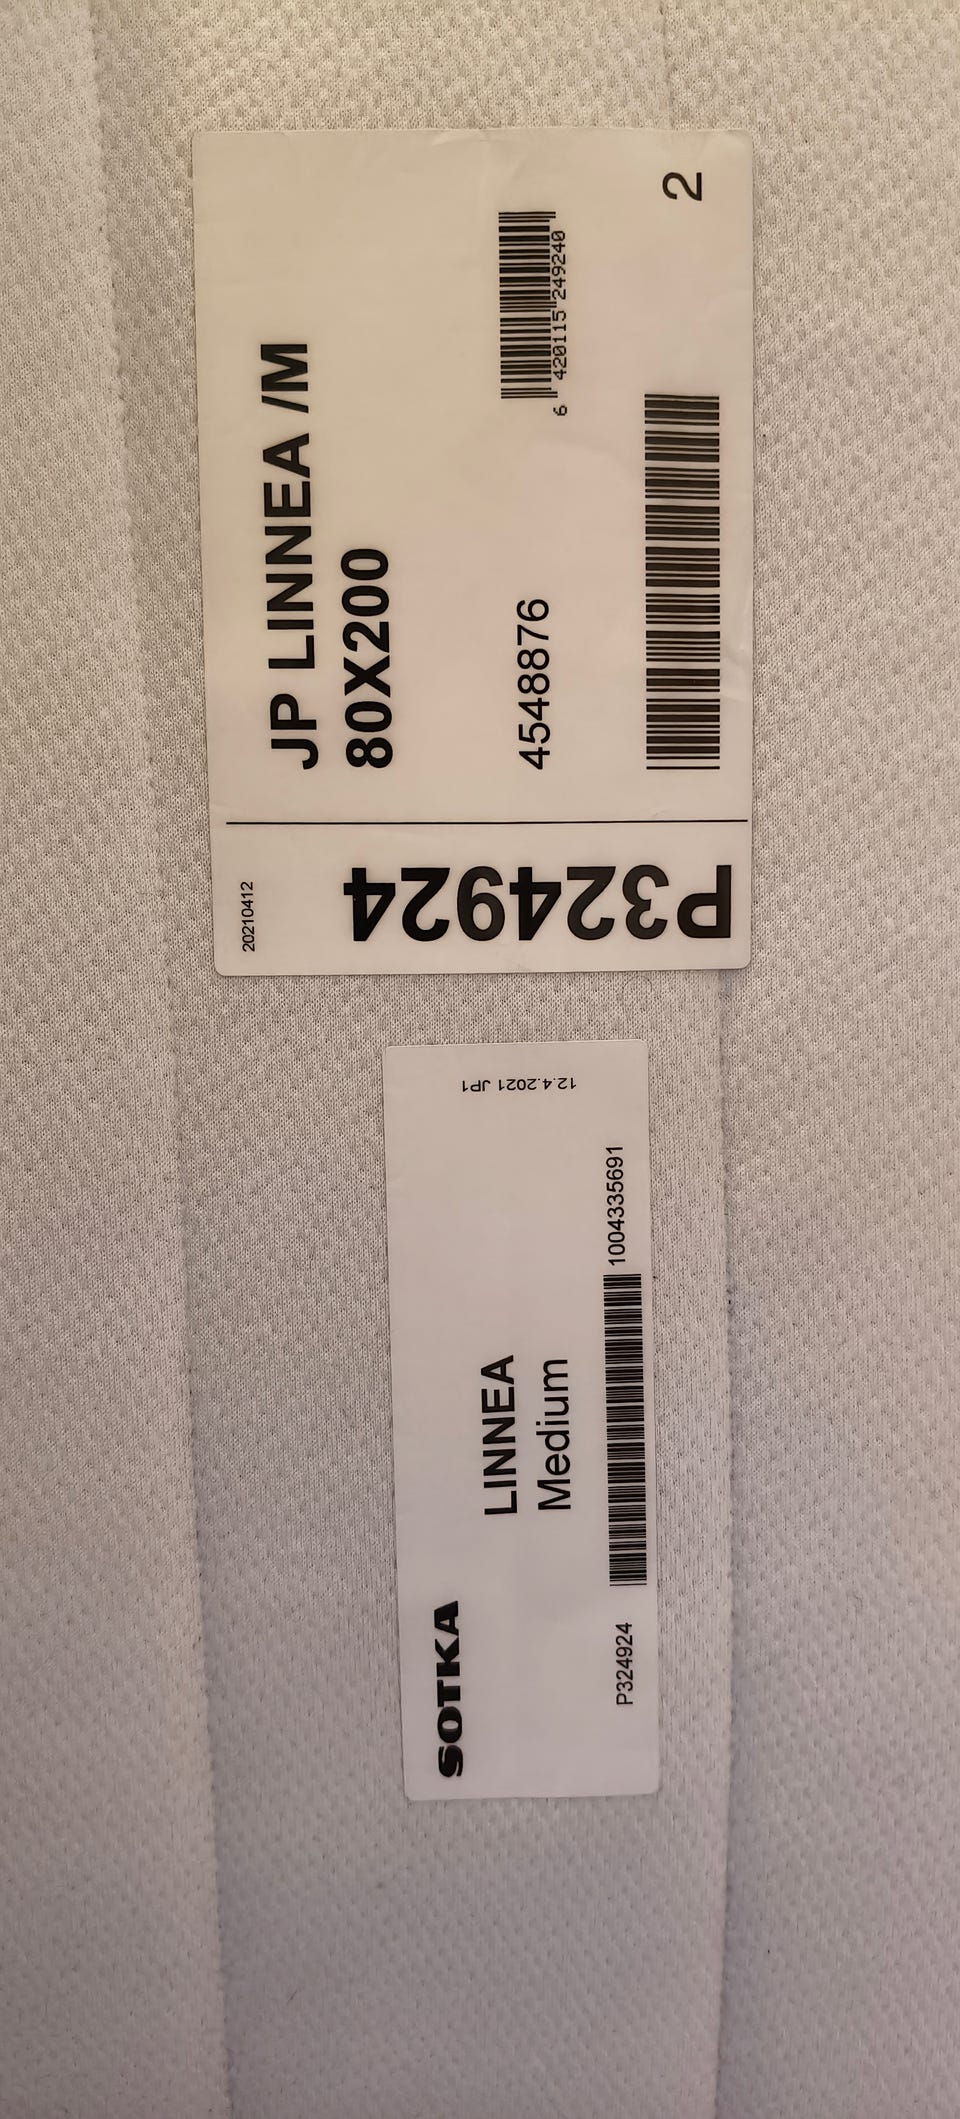 JP LINNEA /M
80X200
4548876
6 420115 249240
2
20210412
P324924
SOTKA
LINNEA
Medium
P324924
1004335691
12.4.2021 JP1